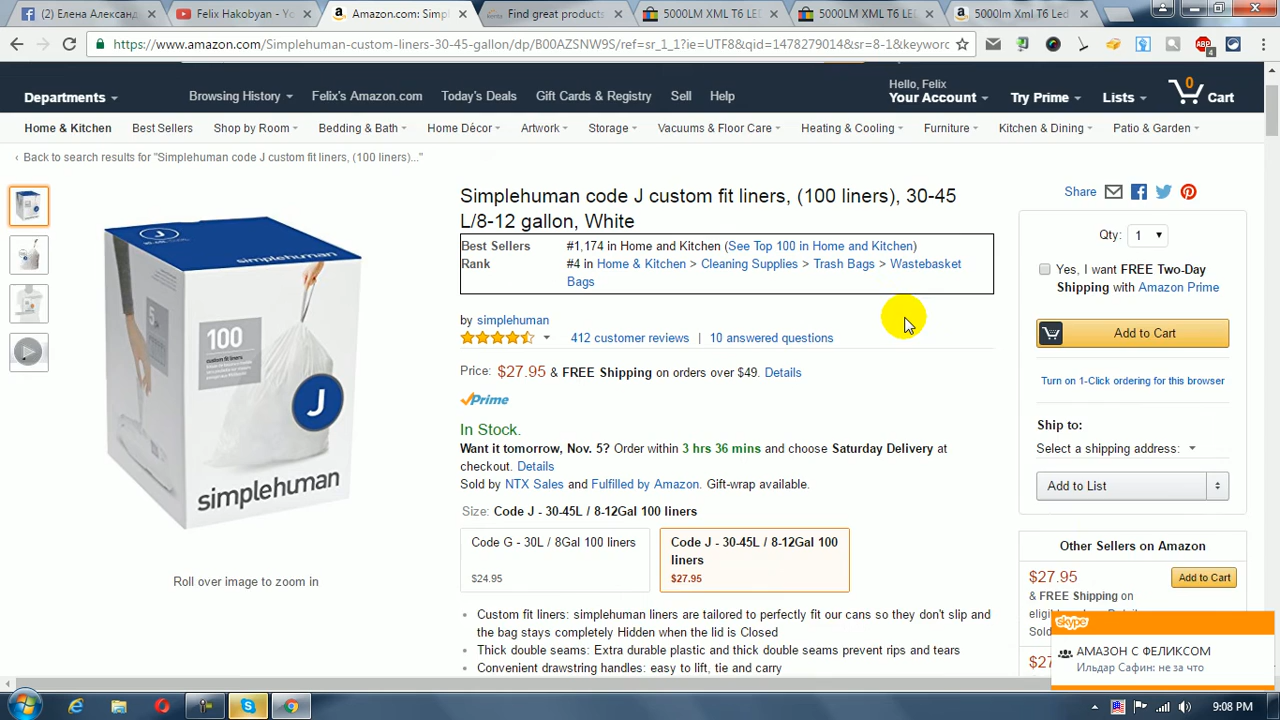 (2) Елена Александ
Felix Hakobyan - Yo
Amazon.com: Simpl
Find great products
5000LM XML T6 LED
5000LM XML T6 LED
5000lm Xml T6 Led
https://www.amazon.com/Simplehuman-custom-liners-30-45-gallon/dp/B00AZSNW9S/ref=sr_1_1?ie=UTF8&qid=1478279014&sr=8-1&keyworc
ABP 4
Departments
Browsing History
Felix's Amazon.com
Today's Deals
Gift Cards & Registry
Sell
Help
Hello, Felix
Your Account
Try Prime
Lists
0
Cart
Home & Kitchen
Best Sellers
Shop by Room
Bedding & Bath
Home Décor
Artwork
Storage
Vacuums & Floor Care
Heating & Cooling
Furniture
Kitchen & Dining
Patio & Garden
‹ Back to search results for "Simplehuman code J custom fit liners, (100 liners)..."
Simplehuman code J custom fit liners, (100 liners), 30-45
L/8-12 gallon, White
Best Sellers
Rank
#1,174 in Home and Kitchen (See Top 100 in Home and Kitchen)
#4 in Home & Kitchen > Cleaning Supplies > Trash Bags > Wastebasket
Bags
by simplehuman
412 customer reviews | 10 answered questions
Price: $27.95 & FREE Shipping on orders over $49. Details
Prime
In Stock.
Want it tomorrow, Nov. 5? Order within 3 hrs 36 mins and choose Saturday Delivery at
checkout. Details
Sold by NTX Sales and Fulfilled by Amazon. Gift-wrap available.
Size: Code J - 30-45L / 8-12Gal 100 liners
Code G - 30L / 8Gal 100 liners
$24.95
Code J - 30-45L / 8-12Gal 100
liners
$27.95
• Custom fit liners: simplehuman liners are tailored to perfectly fit our cans so they don't slip and
the bag stays completely Hidden when the lid is Closed
• Thick double seams: Extra durable plastic and thick double seams prevent rips and tears
• Convenient drawstring handles: easy to lift, tie and carry
J
simplehuman
100
custom fit liners
J
simplehuman
Roll over image to zoom in
Share
Qty: 1
Yes, I want FREE Two-Day
Shipping with Amazon Prime
Add to Cart
Turn on 1-Click ordering for this browser
Ship to:
Select a shipping address:
Add to List
Other Sellers on Amazon
$27.95
Add to Cart
& FREE Shipping on
Sold
skype
АМАЗОН С ФЕЛИКСОМ
Ильдар Сафин: не за что
9:08 PM